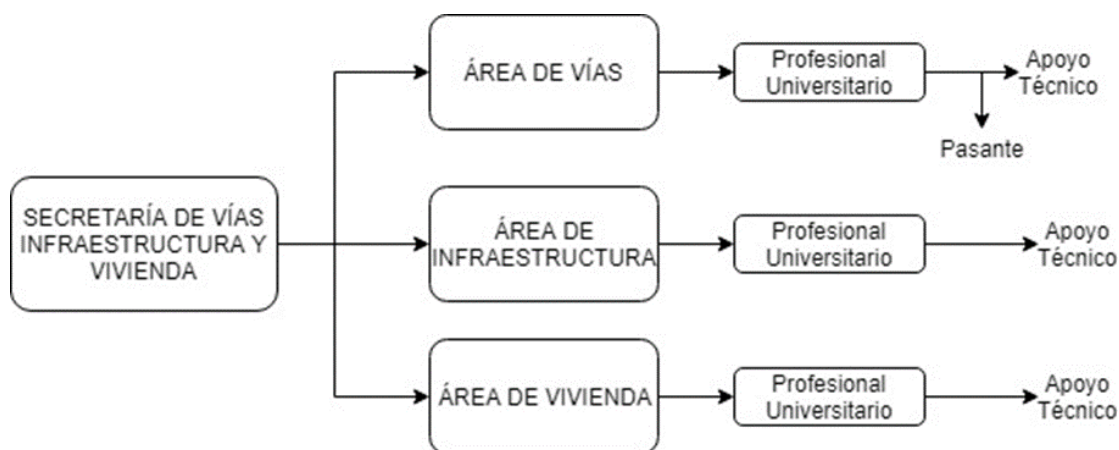 ÁREA DE VÍAS
Profesional
Universitario
Apoyo
Técnico
Pasante
SECRETARÍA DE VÍAS
INFRAESTRUCTURA Y
VIVIENDA
ÁREA DE
INFRAESTRUCTURA
Profesional
Universitario
Apoyo
Técnico
ÁREA DE VIVIENDA
Profesional
Universitario
Apoyo
Técnico